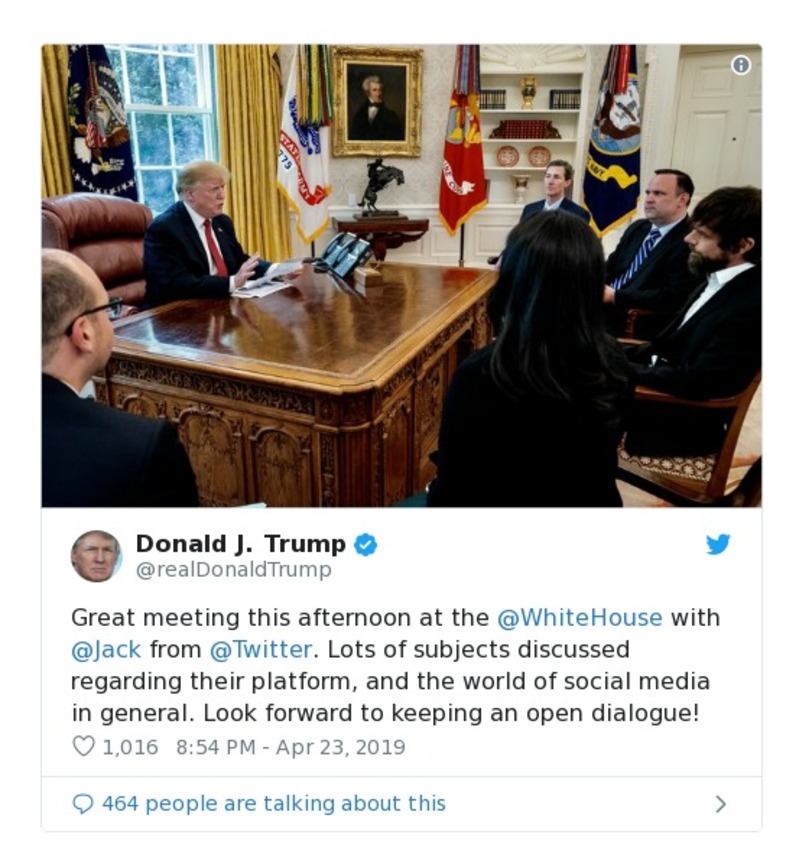 1775
Donald J. Trump
@realDonaldTrump
Great meeting this afternoon at the @WhiteHouse with
@Jack from @Twitter. Lots of subjects discussed
regarding their platform, and the world of social media
in general. Look forward to keeping an open dialogue!
1,016 8:54 PM - Apr 23, 2019
464 people are talking about this